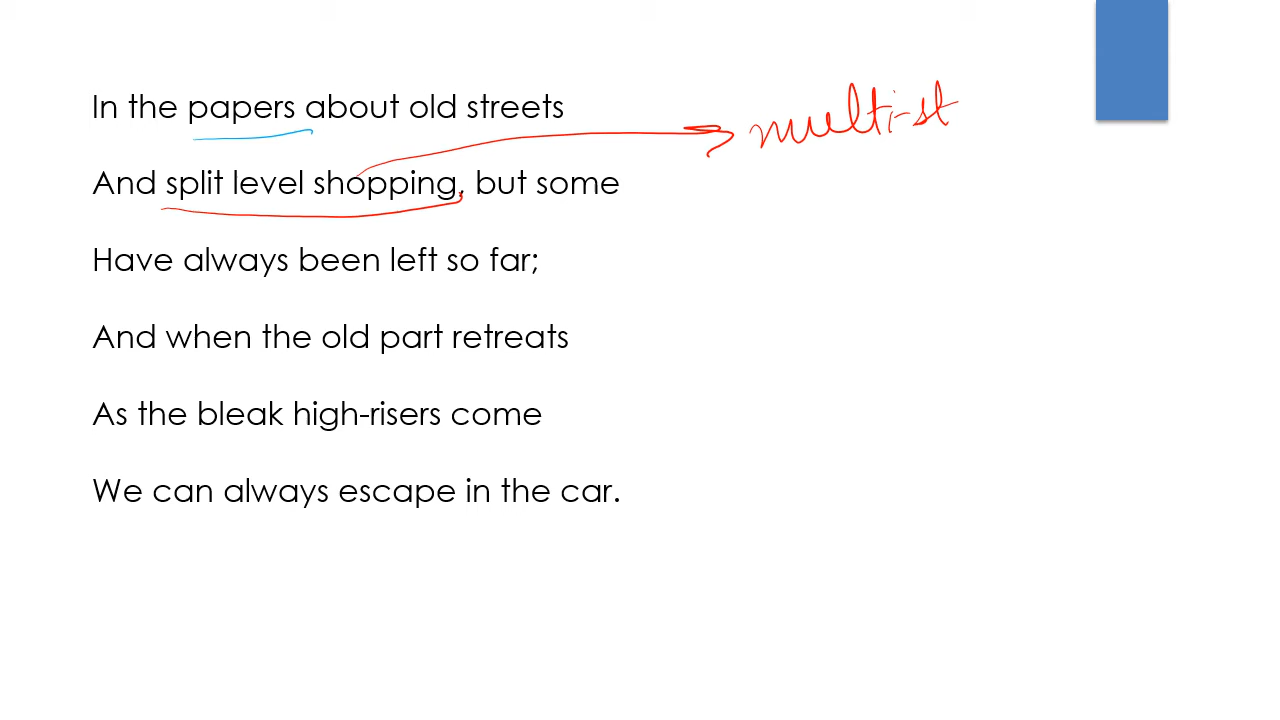 In the papers about old streets
multi-st
And split level shopping, but some
Have always been left so far;
And when the old part retreats
As the bleak high-risers come
We can always escape in the car.